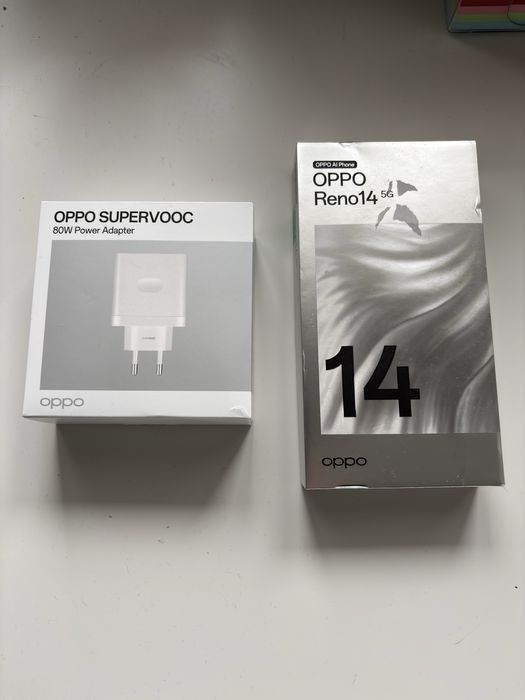 OPPO SUPERVOOC
80W Power Adapter
oppo
OPPO AI Phone
OPPO
Reno14 5G
14
oppo